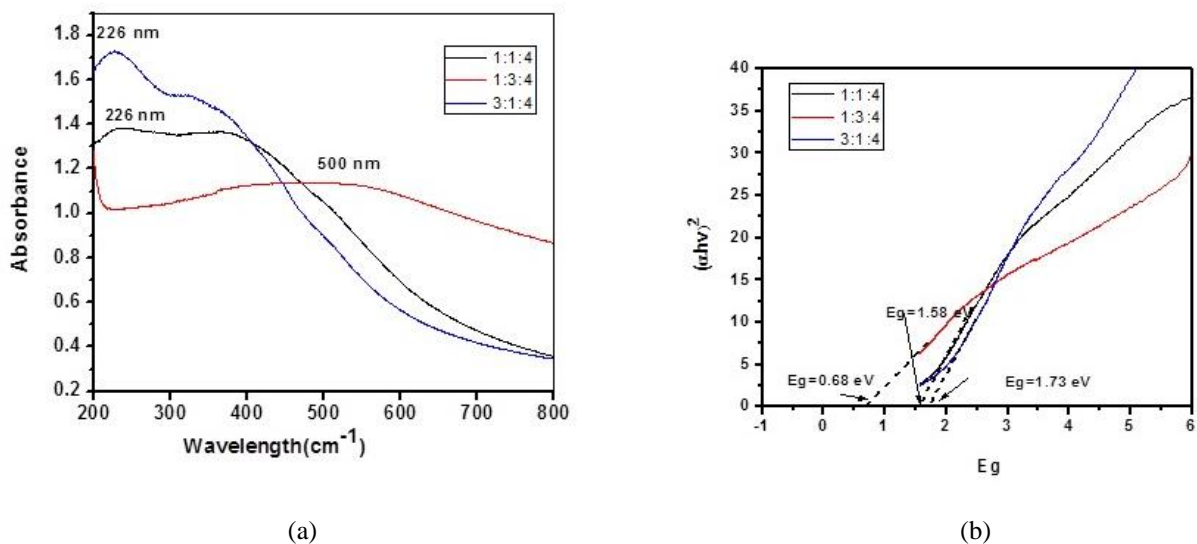 226 nm
226 nm
500 nm
1:1:4
1:3:4
3:1:4
1.8
1.6
1.4
1.2
1.0
0.8
0.6
0.4
0.2
Absorbance
200 300 400 500 600 700 800
Wavelength(cm⁻¹)
(a)
1:1:4
1:3:4
3:1:4
40
35
30
25
20
15
10
5
0
(αhν)²
Eg=1.58 eV
Eg=0.68 eV
Eg=1.73 eV
-1 0 1 2 3 4 5 6
Eg
(b)